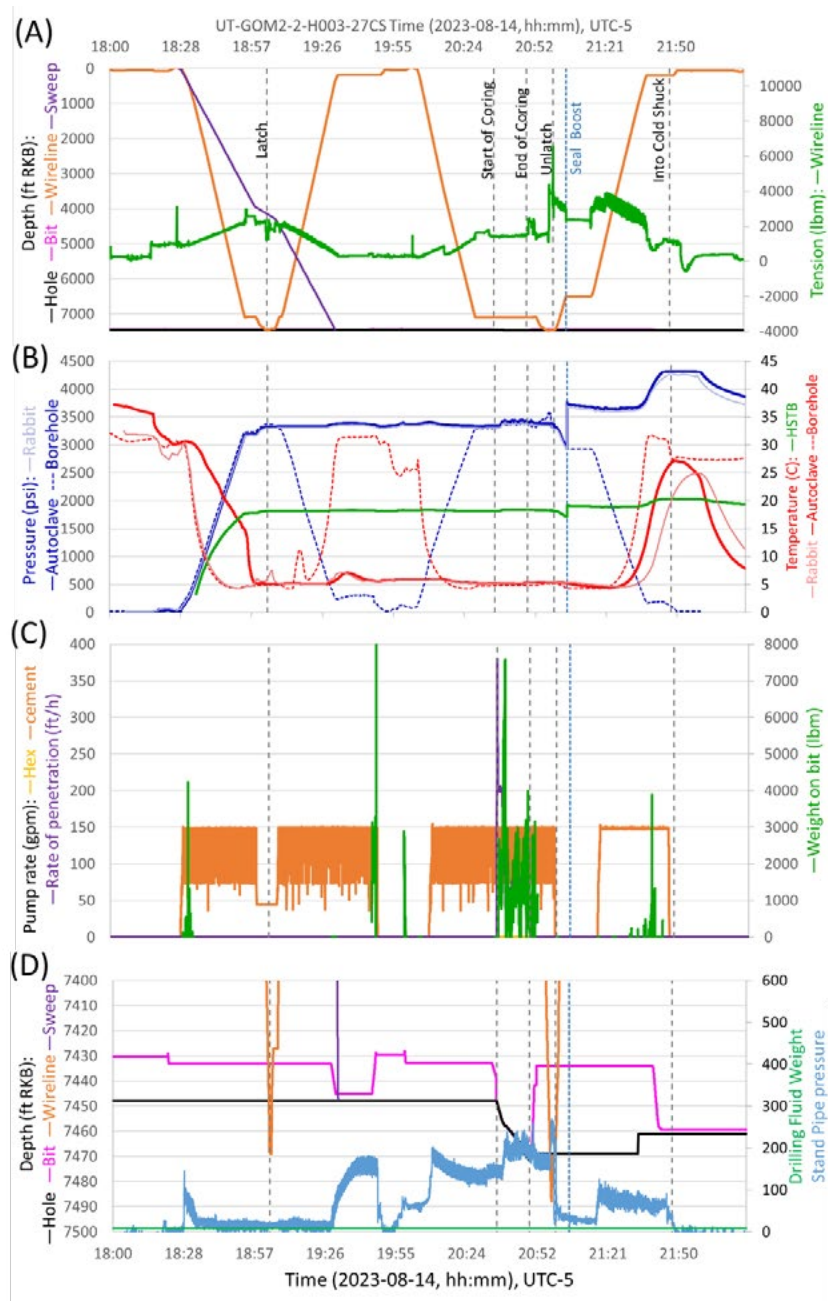 (A)
UT-GOM2-2-H003-27CS Time (2023-08-14, hh:mm), UTC-5
18:00 18:28 18:57 19:26 19:55 20:24 20:52 21:21 21:50
Depth (ft RKB):
—Hole —Wireline —Sweep
—Bit
0
1000
2000
3000
4000
5000
6000
7000
Latch
Start of Coring
End of Coring
Unlatch
Seal Boost
Into Cold Shuck
10000
8000
6000
4000
2000
0
-2000
-4000
Tension (lbm): —Wireline
(B)
Pressure (psi): —Rabbit
—Autoclave ---Borehole
4500
4000
3500
3000
2500
2000
1500
1000
500
0
45
40
35
30
25
20
15
10
5
0
Temperature (C): —HSTB
—Rabbit —Autoclave ---Borehole
(C)
Pump rate (gpm): —Hex —cement
—Rate of penetration (ft/h)
400
350
300
250
200
150
100
50
0
8000
7000
6000
5000
4000
3000
2000
1000
0
—Weight on bit (lbm)
(D)
Depth (ft RKB):
—Hole —Bit —Wireline —Sweep
7400
7410
7420
7430
7440
7450
7460
7470
7480
7490
7500
600
500
400
300
200
100
0
Drilling Fluid Weight
Stand Pipe pressure
18:00 18:28 18:57 19:26 19:55 20:24 20:52 21:21 21:50
Time (2023-08-14, hh:mm), UTC-5